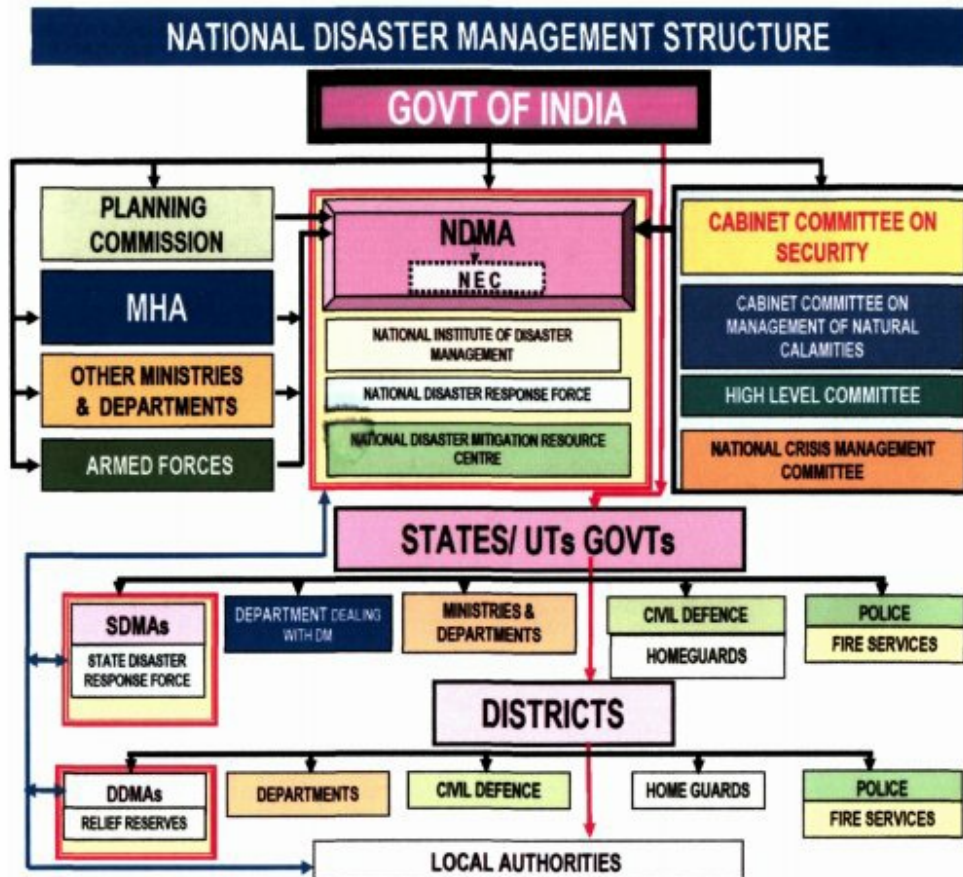 NATIONAL DISASTER MANAGEMENT STRUCTURE
GOVT OF INDIA
PLANNING
COMMISSION
MHA
OTHER MINISTRIES
& DEPARTMENTS
ARMED FORCES
NDMA
NEC
NATIONAL INSTITUTE OF DISASTER
MANAGEMENT
NATIONAL DISASTER RESPONSE FORCE
NATIONAL DISASTER MITIGATION RESOURCE
CENTRE
CABINET COMMITTEE ON
SECURITY
CABINET COMMITTEE ON
MANAGEMENT OF NATURAL
CALAMITIES
HIGH LEVEL COMMITTEE
NATIONAL CRISIS MANAGEMENT
COMMITTEE
STATES/ UTs GOVTs
SDMAs
STATE DISASTER
RESPONSE FORCE
DEPARTMENT DEALING
WITH DM
MINISTRIES &
DEPARTMENTS
CIVIL DEFENCE
HOMEGUARDS
POLICE
FIRE SERVICES
DISTRICTS
DDMAs
RELIEF RESERVES
DEPARTMENTS
CIVIL DEFENCE
HOME GUARDS
POLICE
FIRE SERVICES
LOCAL AUTHORITIES